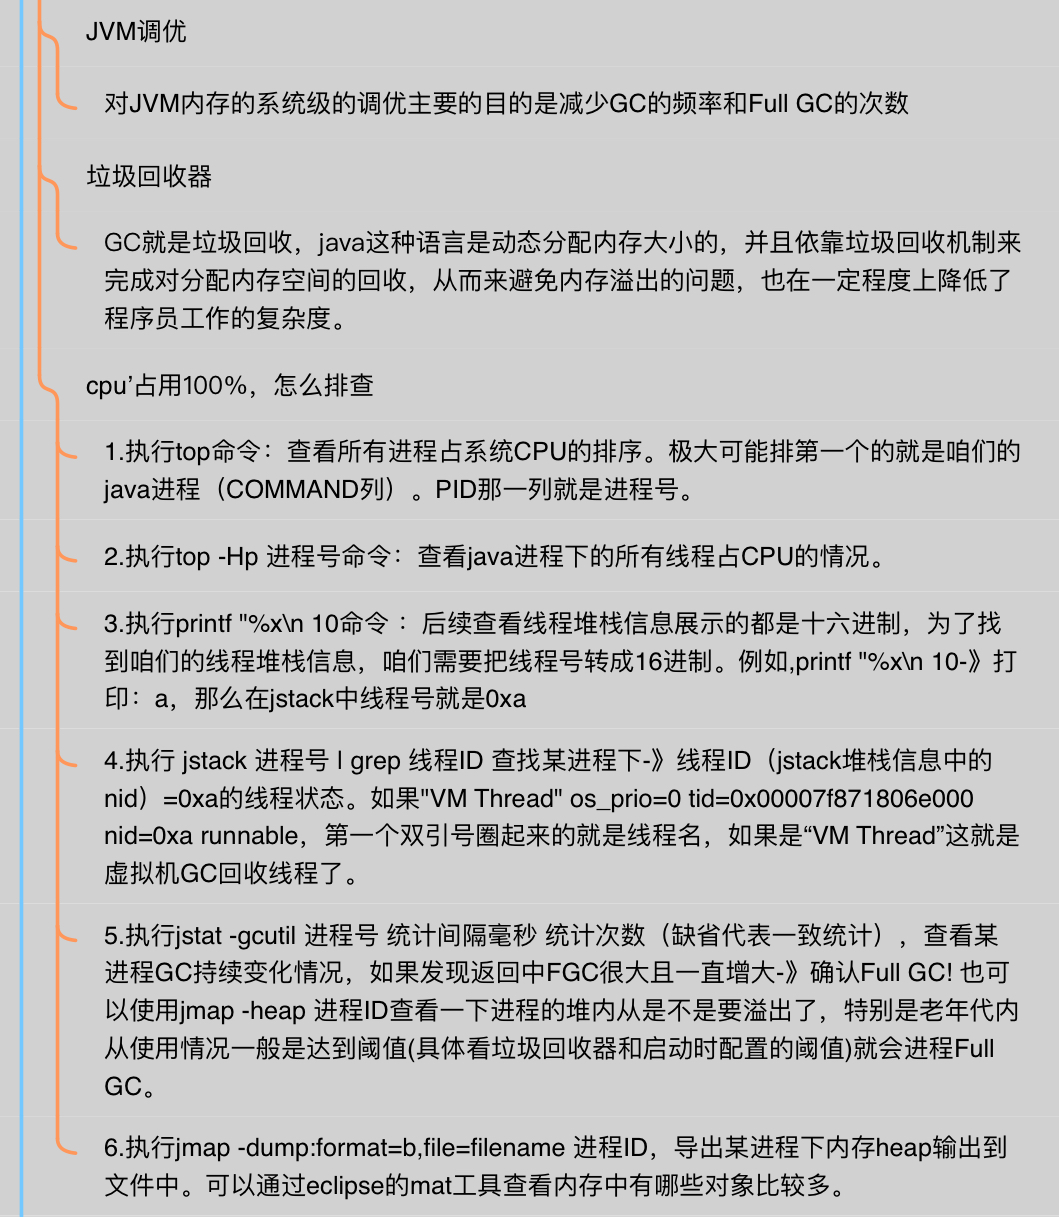 JVM调优
对JVM内存的系统级的调优主要的目的是减少GC的频率和Full GC的次数
垃圾回收器
GC就是垃圾回收，java这种语言是动态分配内存大小的，并且依靠垃圾回收机制来
完成对分配内存空间的回收，从而来避免内存溢出的问题，也在一定程度上降低了
程序员工作的复杂度。
cpu’占用100%，怎么排查
1.执行top命令：查看所有进程占系统CPU的排序。极大可能排第一个的就是咱们的
java进程（COMMAND列）。PID那一列就是进程号。
2.执行top -Hp 进程号命令：查看java进程下的所有线程占CPU的情况。
3.执行printf "%x\n 10命令 ：后续查看线程堆栈信息展示的都是十六进制，为了找
到咱们的线程堆栈信息，咱们需要把线程号转成16进制。例如,printf "%x\n 10-》打
印：a，那么在jstack中线程号就是0xa
4.执行 jstack 进程号 | grep 线程ID 查找某进程下-》线程ID（jstack堆栈信息中的
nid）=0xa的线程状态。如果"VM Thread" os_prio=0 tid=0x00007f871806e000
nid=0xa runnable，第一个双引号圈起来的就是线程名，如果是“VM Thread”这就是
虚拟机GC回收线程了。
5.执行jstat -gcutil 进程号 统计间隔毫秒 统计次数（缺省代表一致统计），查看某
进程GC持续变化情况，如果发现返回中FGC很大且一直增大-》确认Full GC! 也可
以使用jmap -heap 进程ID查看一下进程的堆内从是不是要溢出了，特别是老年代内
从使用情况一般是达到阈值(具体看垃圾回收器和启动时配置的阈值)就会进程Full
GC。
6.执行jmap -dump:format=b,file=filename 进程ID，导出某进程下内存heap输出到
文件中。可以通过eclipse的mat工具查看内存中有哪些对象比较多。